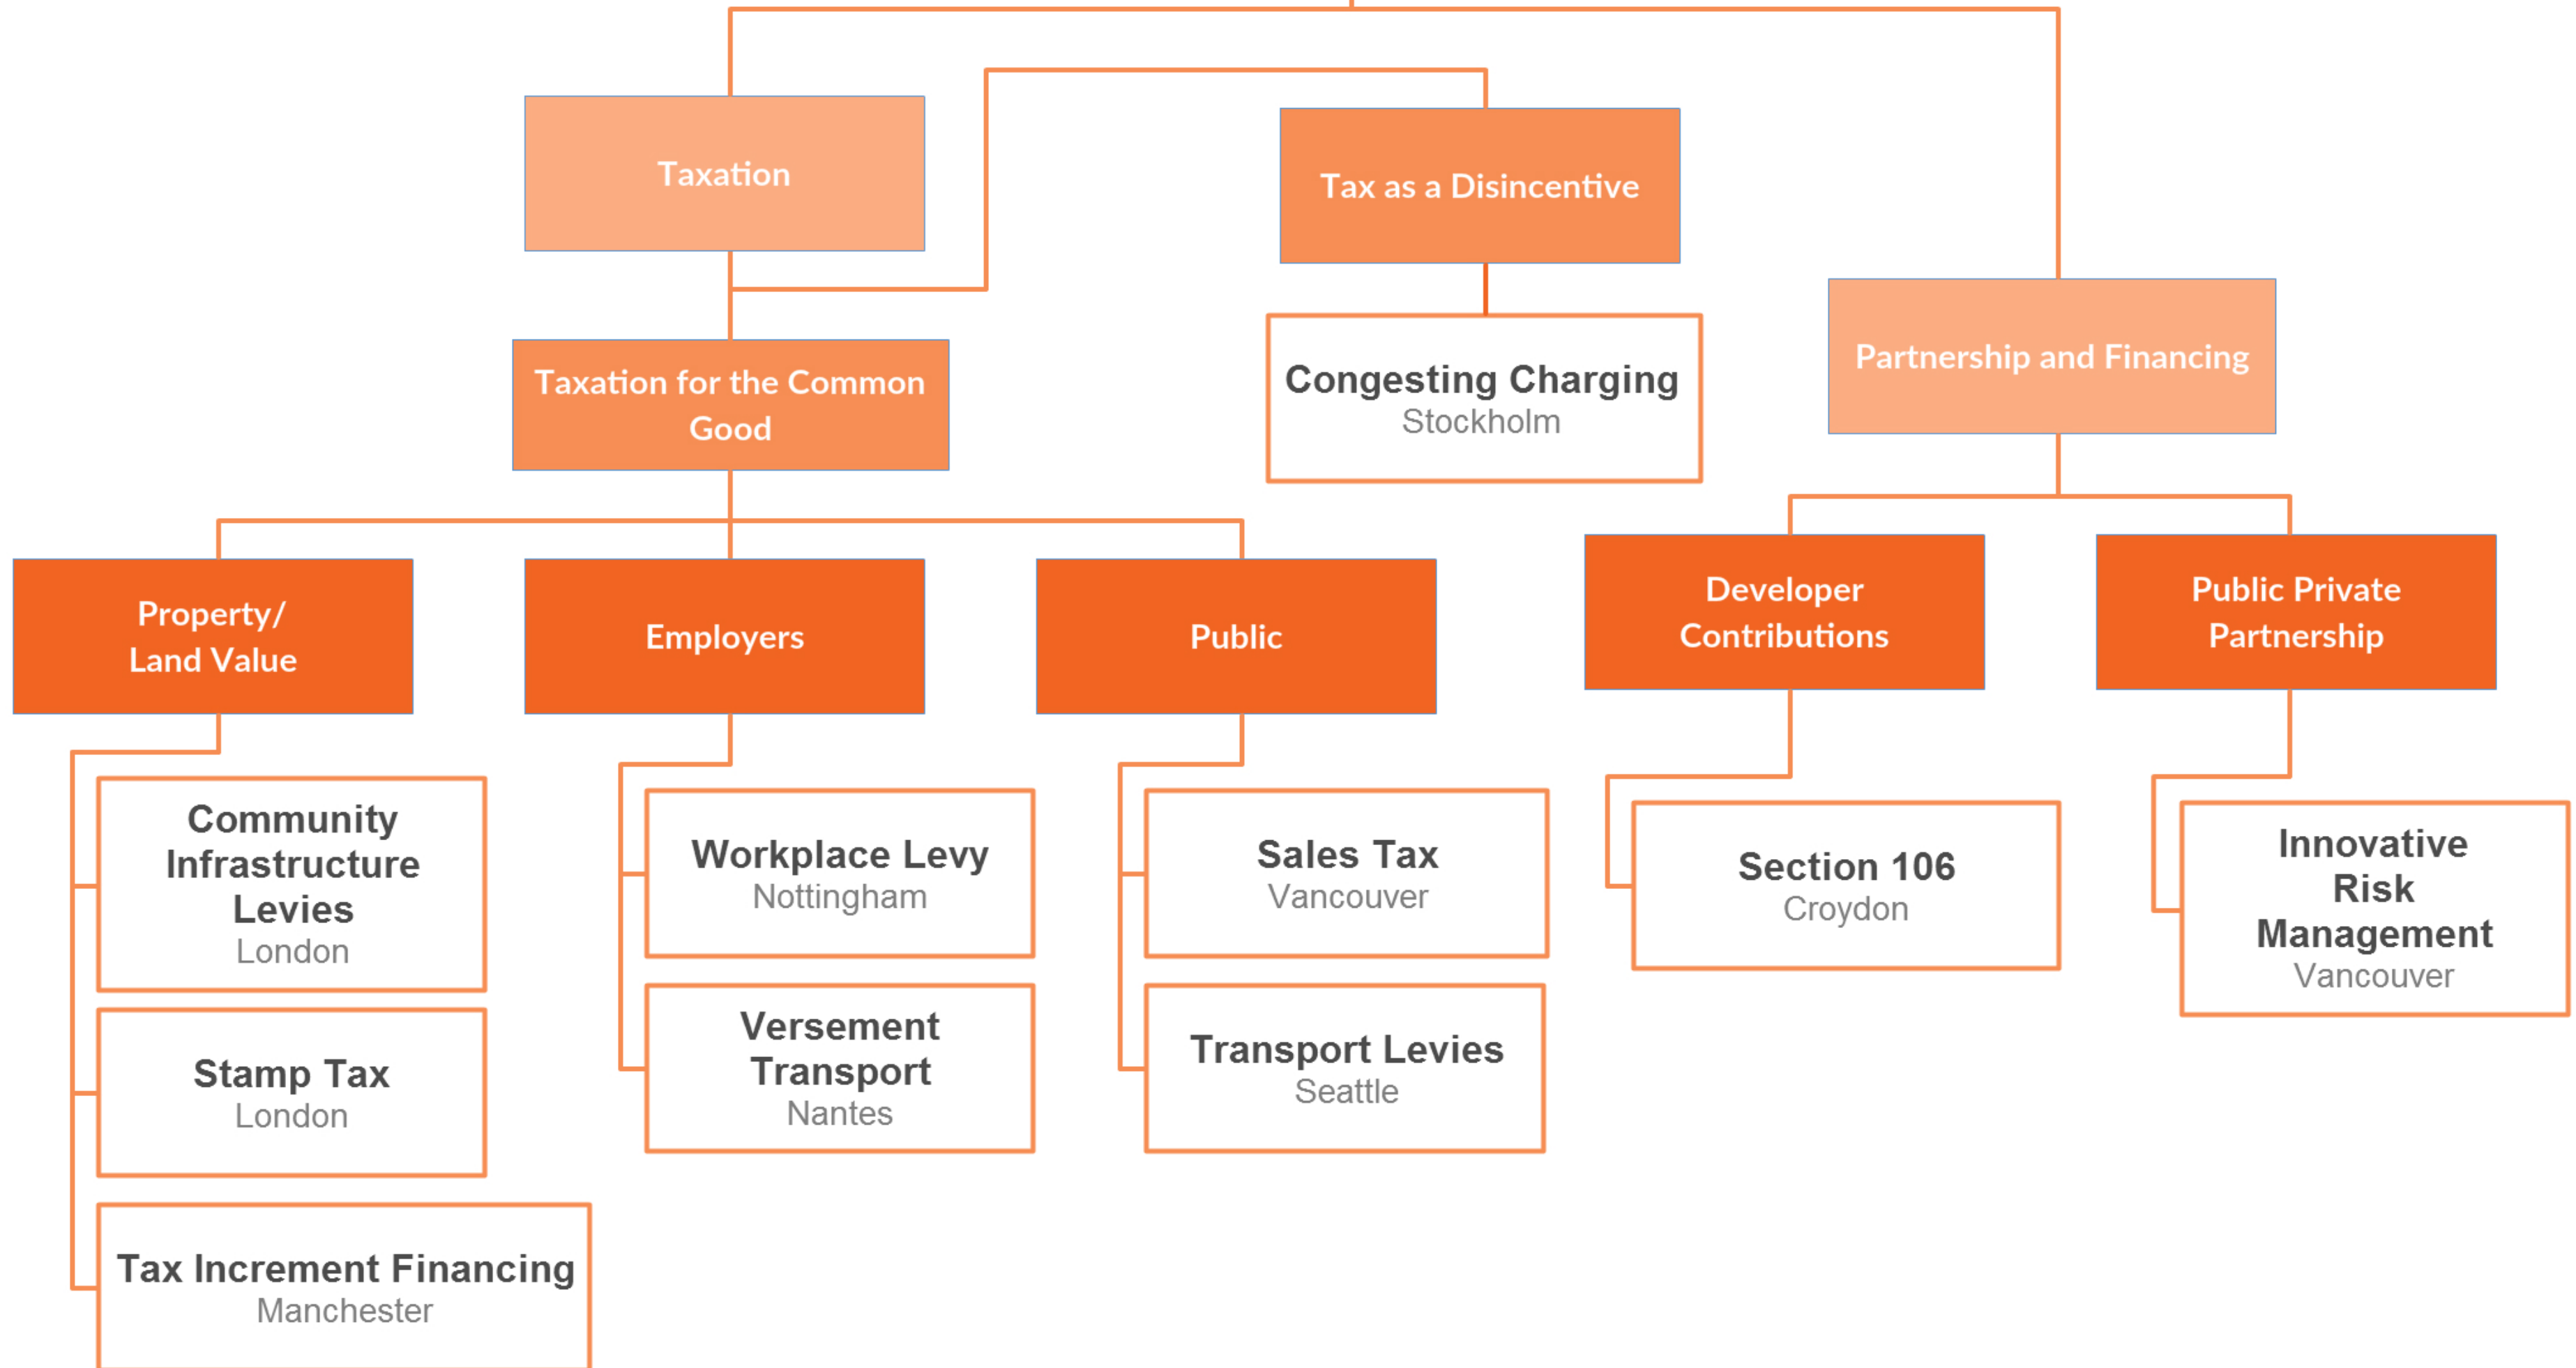 Taxation
Tax as a Disincentive
Congesting Charging
Stockholm
Partnership and Financing
Taxation for the Common
Good
Property/
Land Value
Employers
Public
Developer
Contributions
Public Private
Partnership
Community
Infrastructure
Levies
London
Stamp Tax
London
Tax Increment Financing
Manchester
Workplace Levy
Nottingham
Versement
Transport
Nantes
Sales Tax
Vancouver
Transport Levies
Seattle
Section 106
Croydon
Innovative
Risk
Management
Vancouver